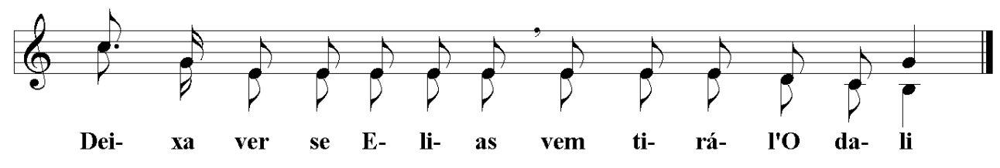 Dei- xa ver se E- li- as vem ti- rá- l'O da- li